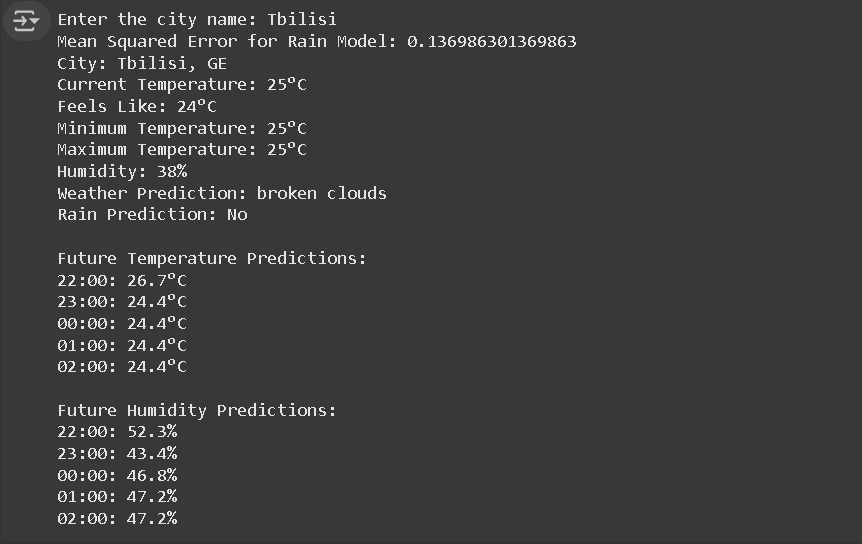 Enter the city name: Tbilisi
Mean Squared Error for Rain Model: 0.136986301369863
City: Tbilisi, GE
Current Temperature: 25°C
Feels Like: 24°C
Minimum Temperature: 25°C
Maximum Temperature: 25°C
Humidity: 38%
Weather Prediction: broken clouds
Rain Prediction: No
Future Temperature Predictions:
22:00: 26.7°C
23:00: 24.4°C
00:00: 24.4°C
01:00: 24.4°C
02:00: 24.4°C
Future Humidity Predictions:
22:00: 52.3%
23:00: 43.4%
00:00: 46.8%
01:00: 47.2%
02:00: 47.2%